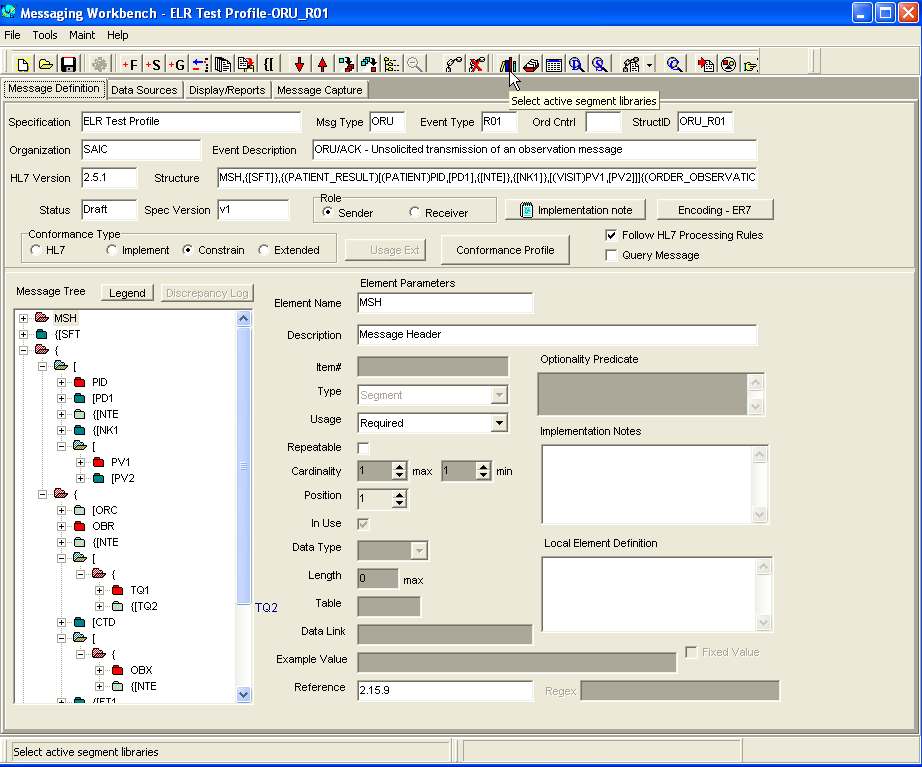 Messaging Workbench - ELR Test Profile-ORU_R01
File Tools Maint Help
+F +S +G {[
Message Definition Data Sources Display/Reports Message Capture
Select active segment libraries
Specification ELR Test Profile Msg Type ORU Event Type R01 Ord Cntrl StructID ORU_R01
Organization SAIC Event Description ORU/ACK - Unsolicited transmission of an observation message
HL7 Version 2.5.1 Structure MSH,{[SFT]},{(PATIENT_RESULT)[(PATIENT)PID,[PD1],{[NTE]},{[NK1]},[(VISIT)PV1,[PV2]]]{(ORDER_OBSERVATIC
Status Draft Spec Version v1 Role Sender Receiver Implementation note Encoding - ER7
Conformance Type
HL7 Implement Constrain Extended Usage Ext Conformance Profile
Follow HL7 Processing Rules
Query Message
Message Tree Legend Discrepancy Log
MSH
{[SFT
{
[
PID
[PD1
{[NTE
{[NK1
[
PV1
[PV2
{
[ORC
OBR
{[NTE
[
{
TQ1
{[TQ2
[CTD
[
{
OBX
{[NTE
TQ2
Element Parameters
Element Name MSH
Description Message Header
Item#
Type Segment
Usage Required
Repeatable
Cardinality 1 max 1 min
Position 1
In Use
Data Type
Length 0 max
Table
Data Link
Example Value
Reference 2.15.9
Optionality Predicate
Implementation Notes
Local Element Definition
Fixed Value
Regex
Select active segment libraries